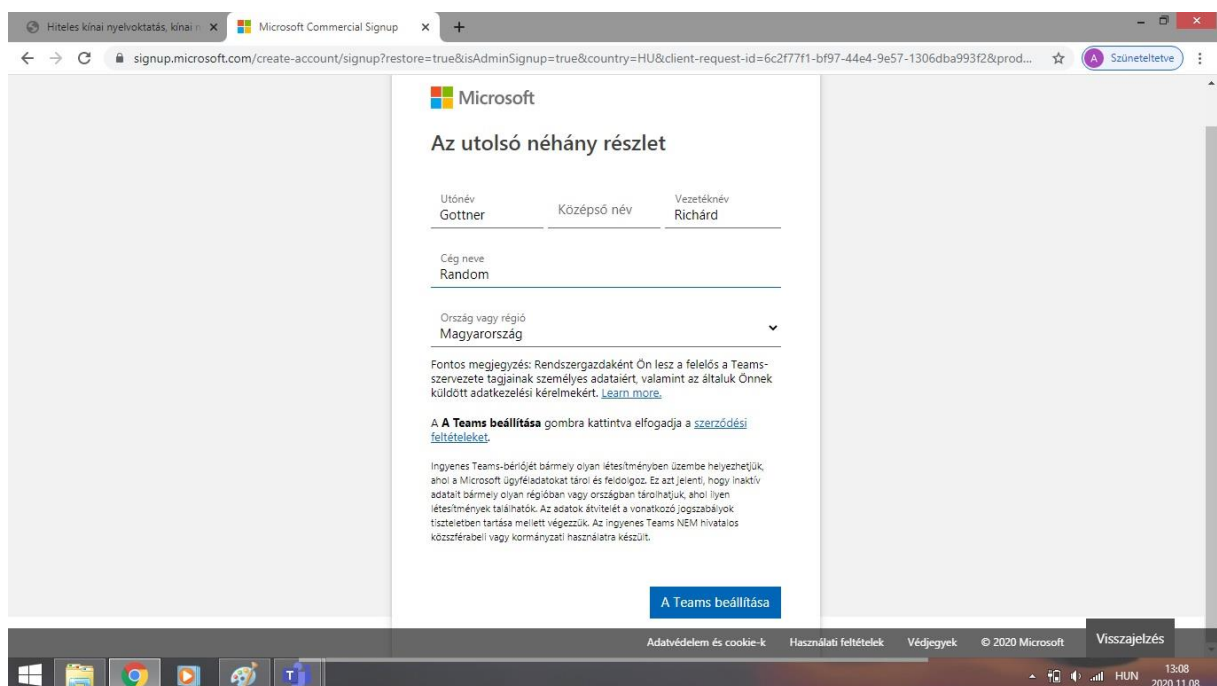 Hiteles kínai nyelvoktatás, kínai n
Microsoft Commercial Signup
signup.microsoft.com/create-account/signup?restore=true&isAdminSignup=true&country=HU&client-request-id=6c2f77f1-bf97-44e4-9e57-1306dba993f2&prod...
A Szüneteltetve
Microsoft
Az utolsó néhány részlet
Utónév
Gottner
Középső név
Vezetéknév
Richárd
Cég neve
Random
Ország vagy régió
Magyarország
Fontos megjegyzés: Rendszergazdaként Ön lesz a felelős a Teams-
szervezete tagjainak személyes adataiért, valamint az általuk Önnek
küldött adatkezelési kérelmekért. Learn more.
A A Teams beállítása gombra kattintva elfogadja a szerződési
feltételeket.
Ingyenes Teams-bérlőjét bármely olyan létesítményben üzembe helyezhetjük,
ahol a Microsoft ügyféladatokat tárol és feldolgoz. Ez azt jelenti, hogy inaktív
adatait bármely olyan régióban vagy országban tárolhatjuk, ahol ilyen
létesítmények találhatók. Az adatok átvitelét a vonatkozó jogszabályok
tiszteletben tartása mellett végezzük. Az ingyenes Teams NEM hivatalos
közszférabeli vagy kormányzati használatra készült.
A Teams beállítása
Adatvédelem és cookie-k Használati feltételek Védjegyek © 2020 Microsoft Visszajelzés
HUN
13:08
2020.11.08.